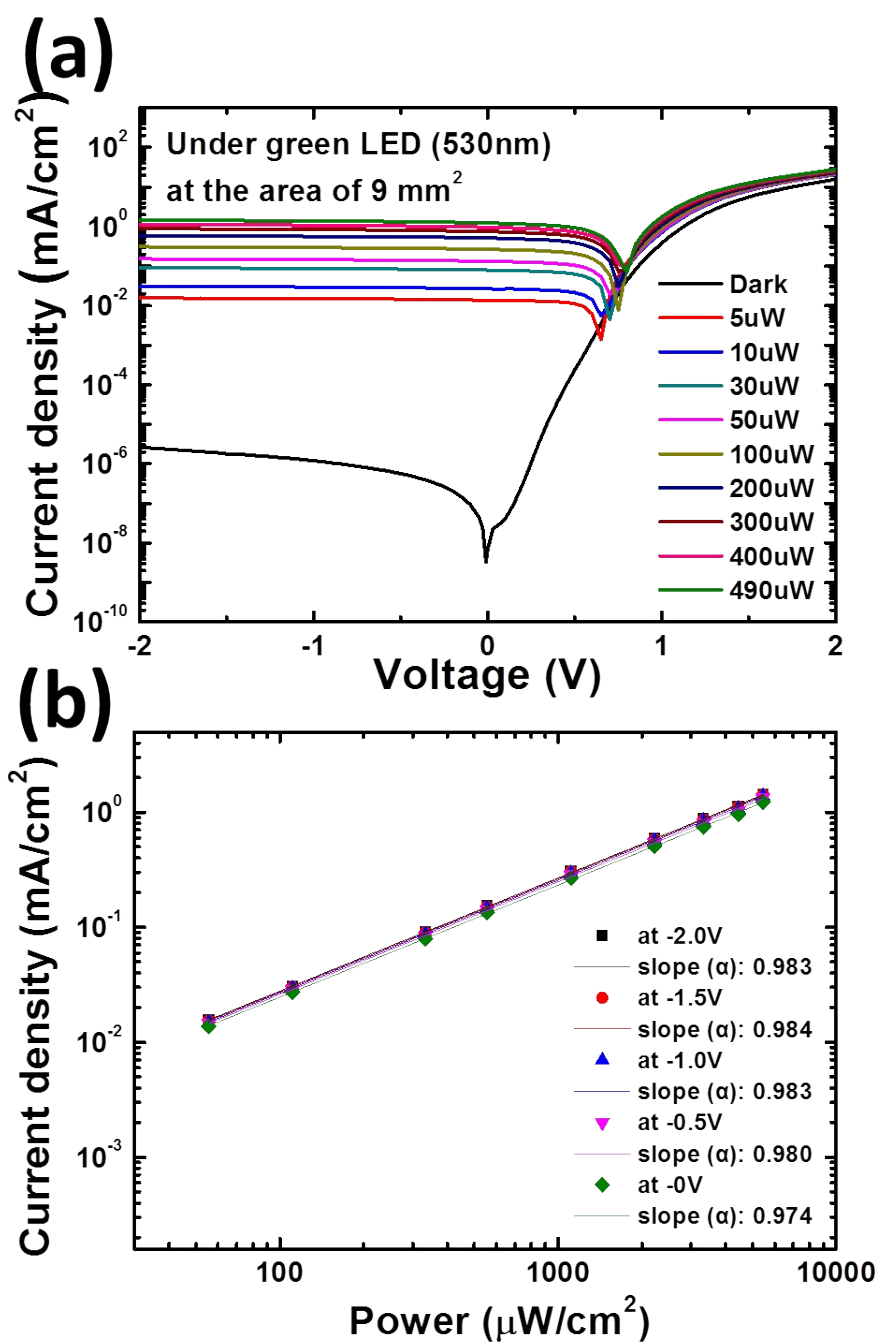 (a)
Current density (mA/cm²)
10²
10⁰
10⁻²
10⁻⁴
10⁻⁶
10⁻⁸
10⁻¹⁰
Under green LED (530nm)
at the area of 9 mm²
Dark
5uW
10uW
30uW
50uW
100uW
200uW
300uW
400uW
490uW
-2 -1 0 1 2
Voltage (V)
(b)
Current density (mA/cm²)
10⁰
10⁻¹
10⁻²
10⁻³
at -2.0V
slope (α): 0.983
at -1.5V
slope (α): 0.984
at -1.0V
slope (α): 0.983
at -0.5V
slope (α): 0.980
at -0V
slope (α): 0.974
100 1000 10000
Power (μW/cm²)